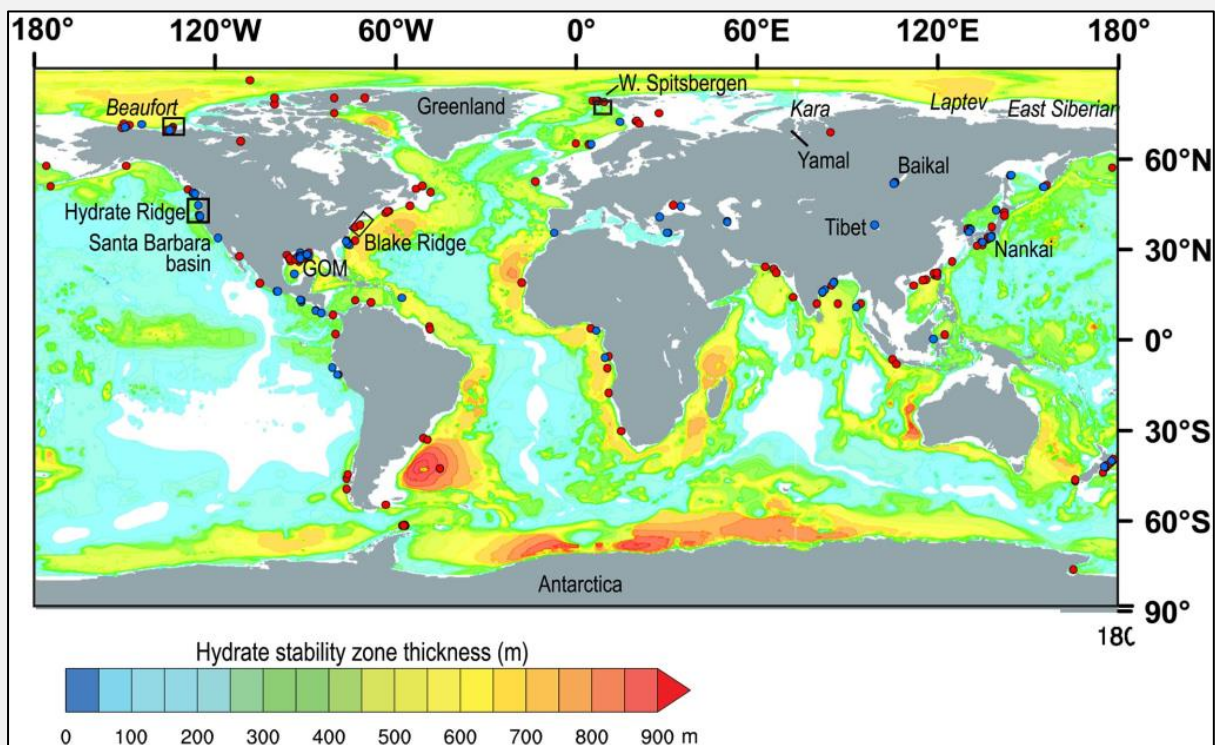 180° 120°W 60°W 0° 60°E 120°E 180°
W. Spitsbergen
Beaufort
Greenland
Kara
Laptev
East Siberian
Yamal
60°N
Baikal
Hydrate Ridge
Tibet
Santa Barbara
basin
Blake Ridge
Nankai
30°N
GOM
0°
30°S
60°S
Antarctica
90°
180
Hydrate stability zone thickness (m)
0 100 200 300 400 500 600 700 800 900 m